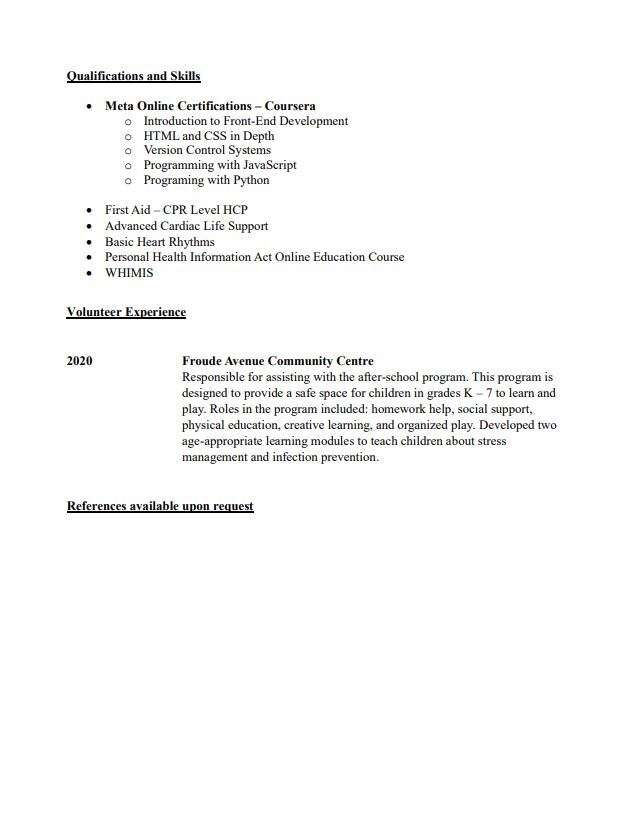 Qualifications and Skills
• Meta Online Certifications – Coursera
o Introduction to Front-End Development
o HTML and CSS in Depth
o Version Control Systems
o Programming with JavaScript
o Programing with Python
• First Aid – CPR Level HCP
• Advanced Cardiac Life Support
• Basic Heart Rhythms
• Personal Health Information Act Online Education Course
• WHIMIS
Volunteer Experience
2020 Froude Avenue Community Centre
Responsible for assisting with the after-school program. This program is
designed to provide a safe space for children in grades K – 7 to learn and
play. Roles in the program included: homework help, social support,
physical education, creative learning, and organized play. Developed two
age-appropriate learning modules to teach children about stress
management and infection prevention.
References available upon request